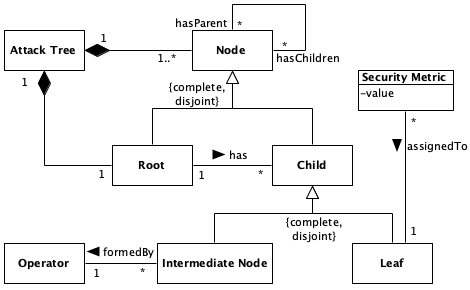 hasParent
*
Attack Tree
1
Node
*
hasChildren
1..*
1
{complete,
disjoint}
Security Metric
–value
*
assignedTo
Root
has
Child
1
1
*
{complete,
disjoint}
1
Operator
formedBy
Intermediate Node
Leaf
1
*